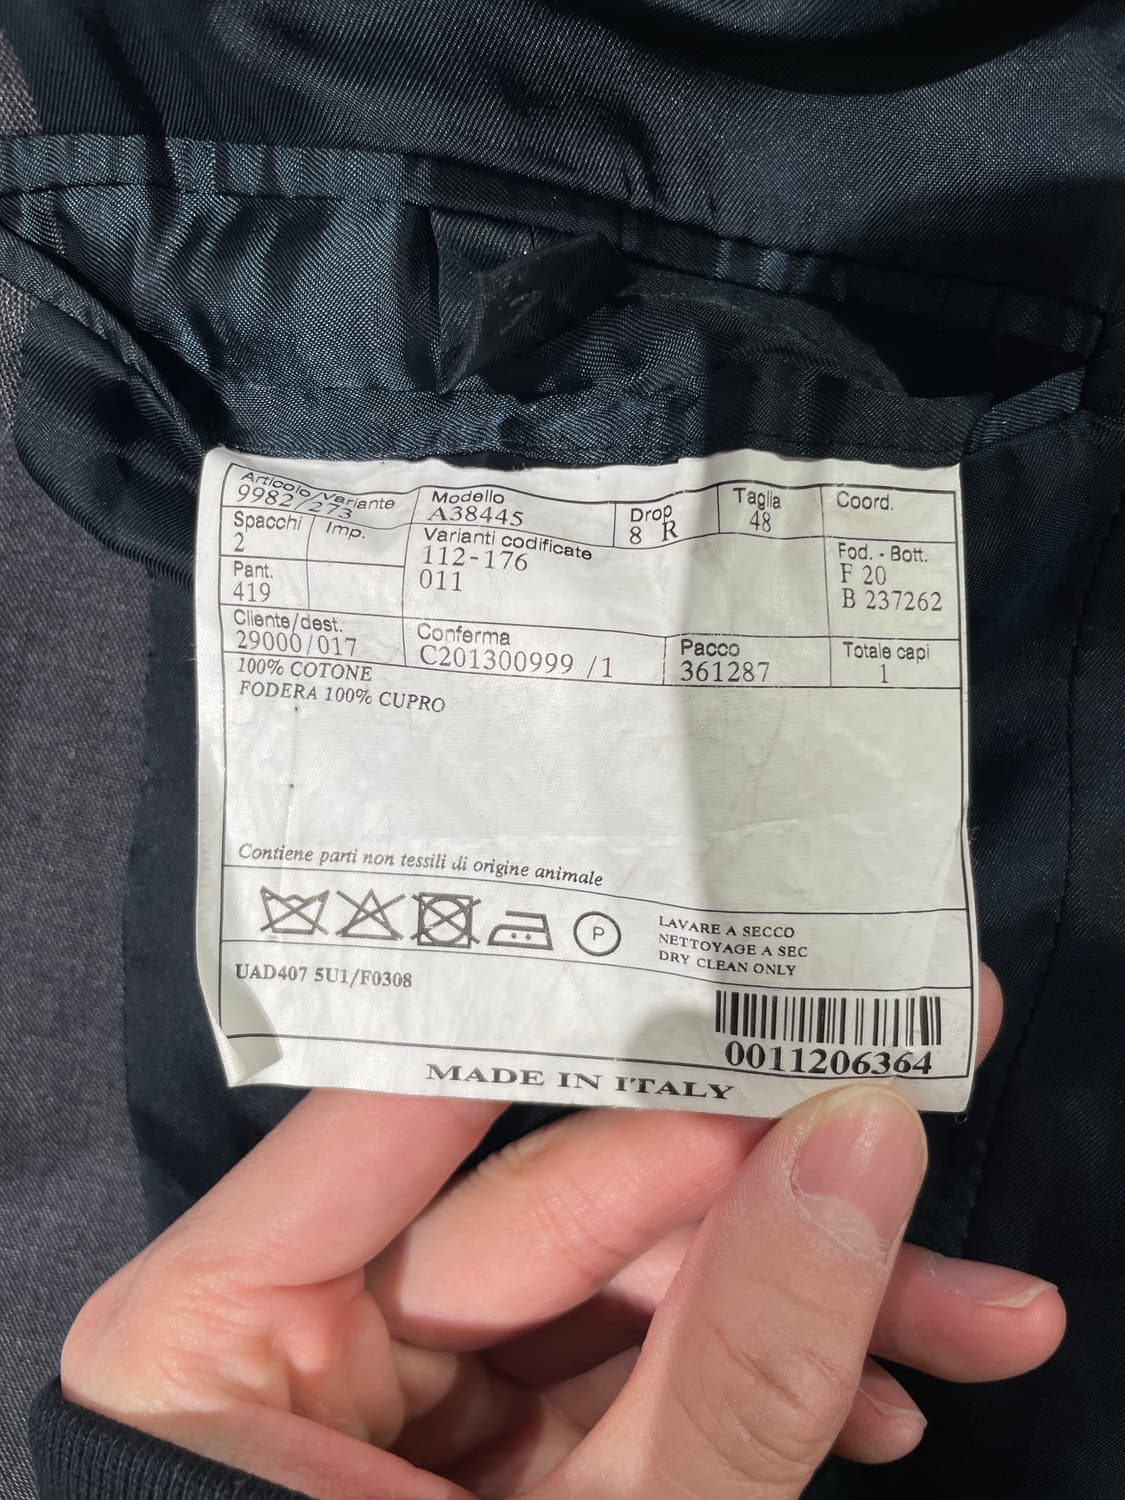 Articolo/Variante
9982/273
Modello
A38445
Drop
8 R
Taglia
48
Coord.
Spacchi
2
Imp.
Varianti codificate
112-176
011
Fod. - Bott.
F 20
B 237262
Pant.
419
Cliente/dest.
29000/017
Conferma
C201300999 /1
Pacco
361287
Totale capi
1
100% COTONE
FODERA 100% CUPRO
Contiene parti non tessili di origine animale
P
LAVARE A SECCO
NETTOYAGE A SEC
DRY CLEAN ONLY
UAD407 5U1/F0308
0011206364
MADE IN ITALY